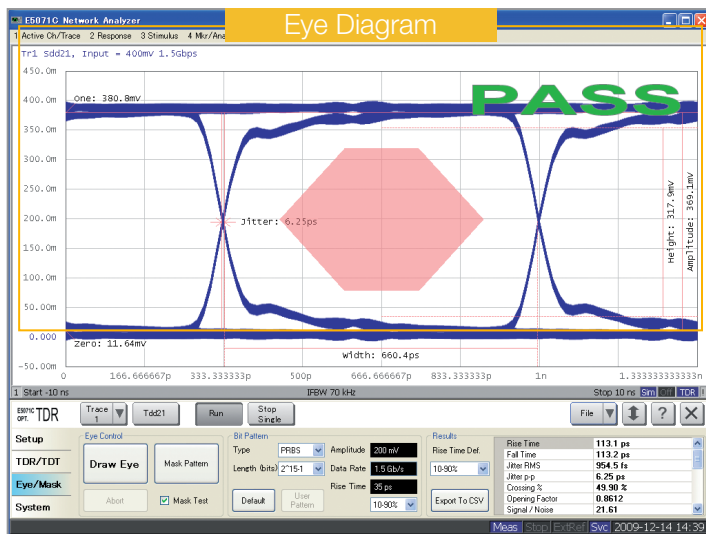 E5071C Network Analyzer
Eye Diagram
1 Active Ch/Trace 2 Response 3 Stimulus 4 Mkr/Ana
Tr1 Sdd21, Input = 400mV 1.5Gbps
PASS
450.0m
400.0m
350.0m
300.0m
250.0m
200.0m
150.0m
100.0m
50.00m
0.000
-50.00m
One: 380.8mV
Jitter: 6.25ps
Height: 317.9mV
Amplitude: 369.1mV
Zero: 11.64mV
Width: 660.4ps
0 166.666667p 333.333333p 500p 666.666667p 833.333333p 1n 1.33333333333n
1 Start -10 ns IFBW 70 kHz Stop 10 ns Sim Off TDR
E5071C OPT. TDR
Trace 1
Tdd21
Run
Stop Single
File
?
Setup
TDR/TDT
Eye/Mask
System
Eye Control
Draw Eye
Mask Pattern
Abort
Mask Test
Bit Pattern
Type PRBS
Length (bits) 2^15-1
Default
User Pattern
Amplitude 200 mV
Data Rate 1.5 Gb/s
Rise Time 35 ps
10-90%
Results
Rise Time Def.
10-90%
Export To CSV
Rise Time 113.1 ps
Fall Time 113.2 ps
Jitter RMS 954.5 fs
Jitter p-p 6.25 ps
Crossing % 49.90 %
Opening Factor 0.8612
Signal / Noise 21.61
Meas Stop ExtRef Svc 2009-12-14 14:39